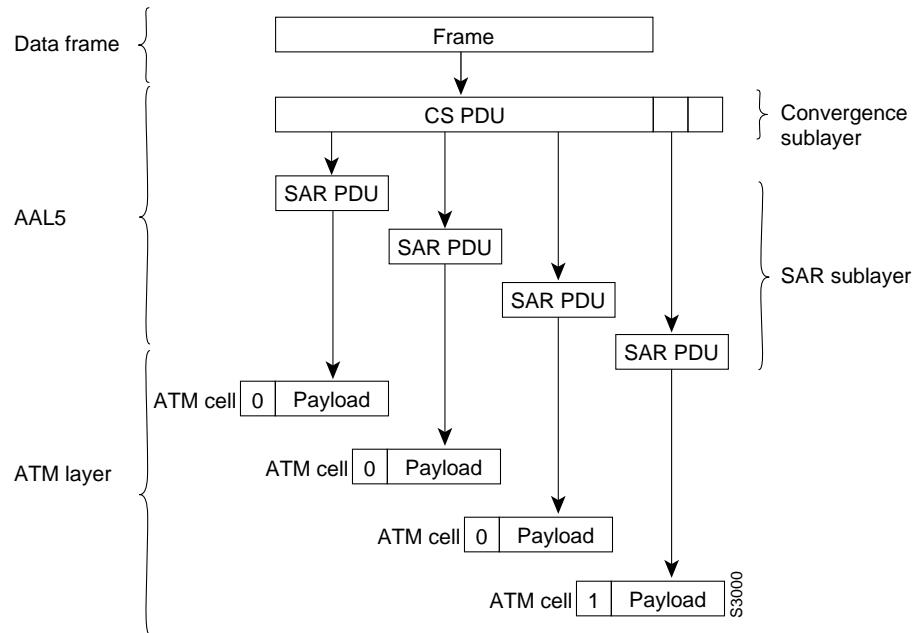 Data frame
Frame
CS PDU
Convergence
sublayer
AAL5
SAR PDU
SAR PDU
SAR PDU
SAR PDU
SAR sublayer
ATM layer
ATM cell 0 Payload
ATM cell 0 Payload
ATM cell 0 Payload
ATM cell 1 Payload
S3000